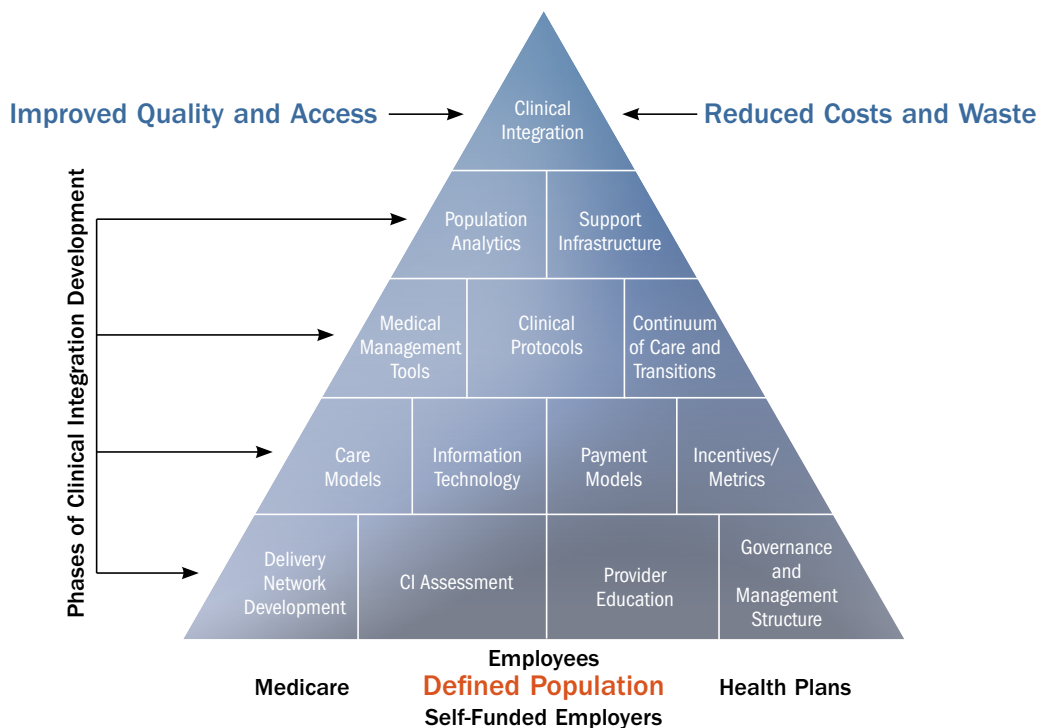 Improved Quality and Access
Reduced Costs and Waste
Clinical
Integration
Phases of Clinical Integration Development
Population
Analytics
Support
Infrastructure
Medical
Management
Tools
Clinical
Protocols
Continuum
of Care and
Transitions
Care
Models
Information
Technology
Payment
Models
Incentives/
Metrics
Delivery
Network
Development
CI Assessment
Provider
Education
Governance
and
Management
Structure
Employees
Medicare
Defined Population
Health Plans
Self-Funded Employers